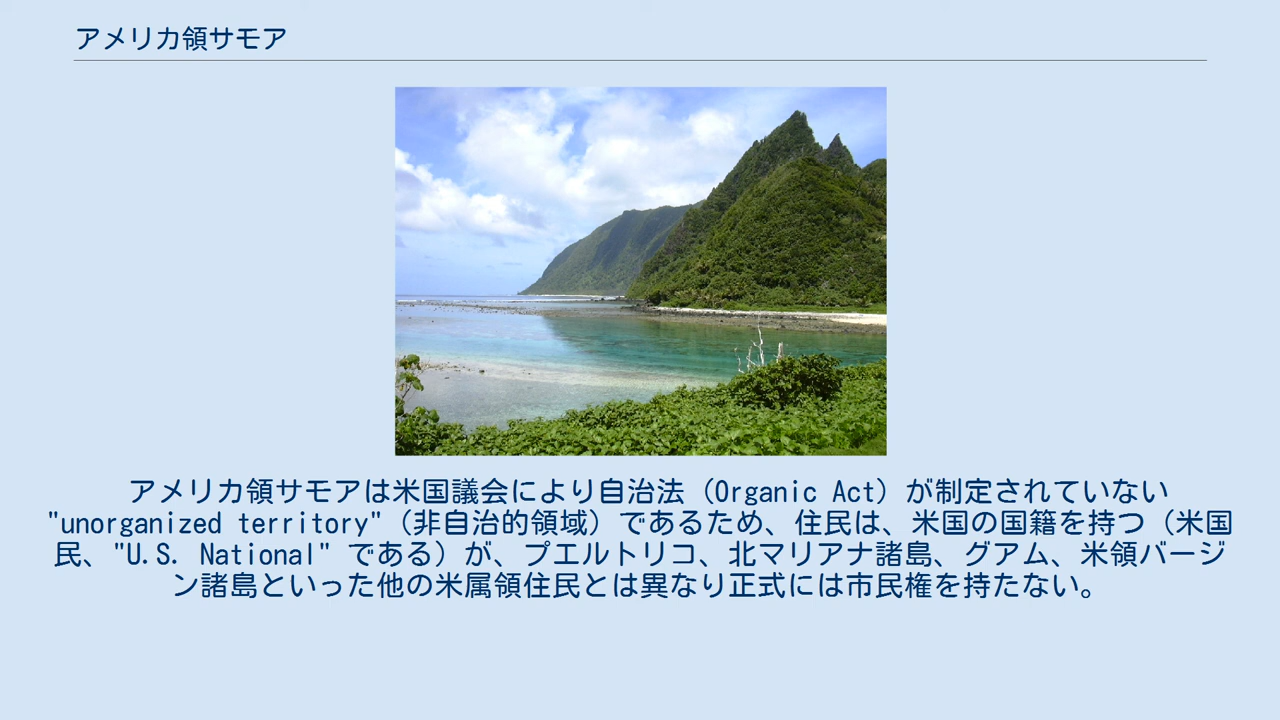 アメリカ領サモア
アメリカ領サモアは米国議会により自治法（Organic Act）が制定されていない
"unorganized territory"（非自治的領域）であるため、住民は、米国の国籍を持つ（米国
民、"U.S. National" である）が、プエルトリコ、北マリアナ諸島、グアム、米領バージ
ン諸島といった他の米属領住民とは異なり正式には市民権を持たない。